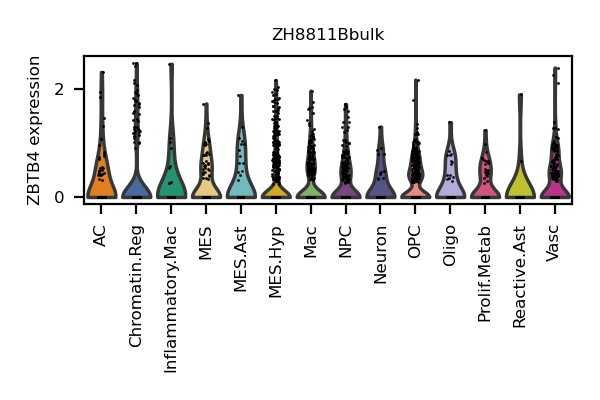 ZH8811Bbulk
ZBTB4 expression
2
0
AC
Chromatin.Reg
Inflammatory.Mac
MES
MES.Ast
MES.Hyp
Mac
NPC
Neuron
OPC
Oligo
Prolif.Metab
Reactive.Ast
Vasc